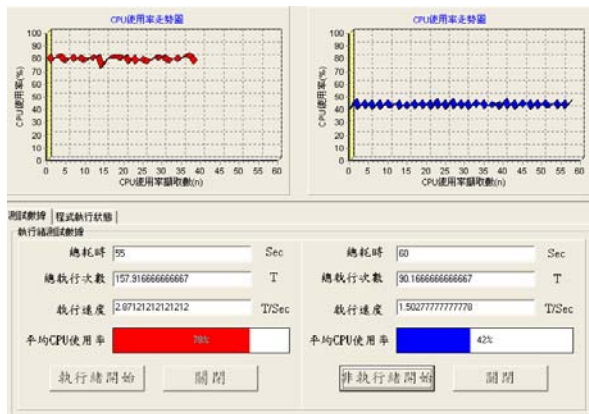 CPU使用率走勢圖
CPU使用率走勢圖
100
90
80
70
60
50
40
30
20
10
0
CPU使用率(%)
0 5 10 15 20 25 30 35 40 45 50 55 60
CPU使用率擷取數(n)
100
90
80
70
60
50
40
30
20
10
0
CPU使用率(%)
0 5 10 15 20 25 30 35 40 45 50 55 60
CPU使用率擷取數(n)
測試數據 程式執行狀態
執行緒測試數據
總耗時 55 Sec
總執行次數 157.916666666667 T
執行速度 2.87121212121212 T/Sec
平均CPU使用率 78%
執行緒開始 關閉
總耗時 60 Sec
總執行次數 90.1666666666667 T
執行速度 1.50277777777778 T/Sec
平均CPU使用率 42%
非執行緒開始 關閉